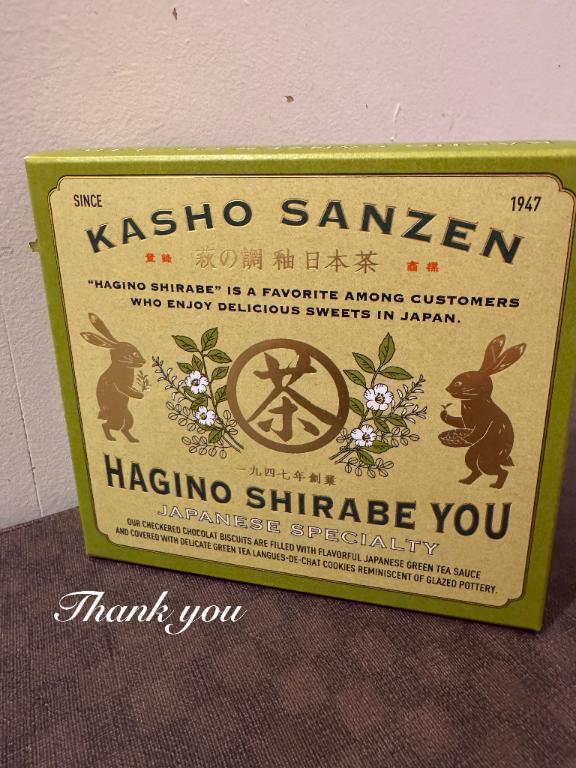 SINCE
1947
KASHO SANZEN
登録
萩の調 釉日本茶
商標
"HAGINO SHIRABE" IS A FAVORITE AMONG CUSTOMERS
WHO ENJOY DELICIOUS SWEETS IN JAPAN.
茶
一九四七年創業
HAGINO SHIRABE YOU
JAPANESE SPECIALTY
OUR CHECKERED CHOCOLAT BISCUITS ARE FILLED WITH FLAVORFUL JAPANESE GREEN TEA SAUCE
AND COVERED WITH DELICATE GREEN TEA LANGUES-DE-CHAT COOKIES REMINISCENT OF GLAZED POTTERY.
Thank you